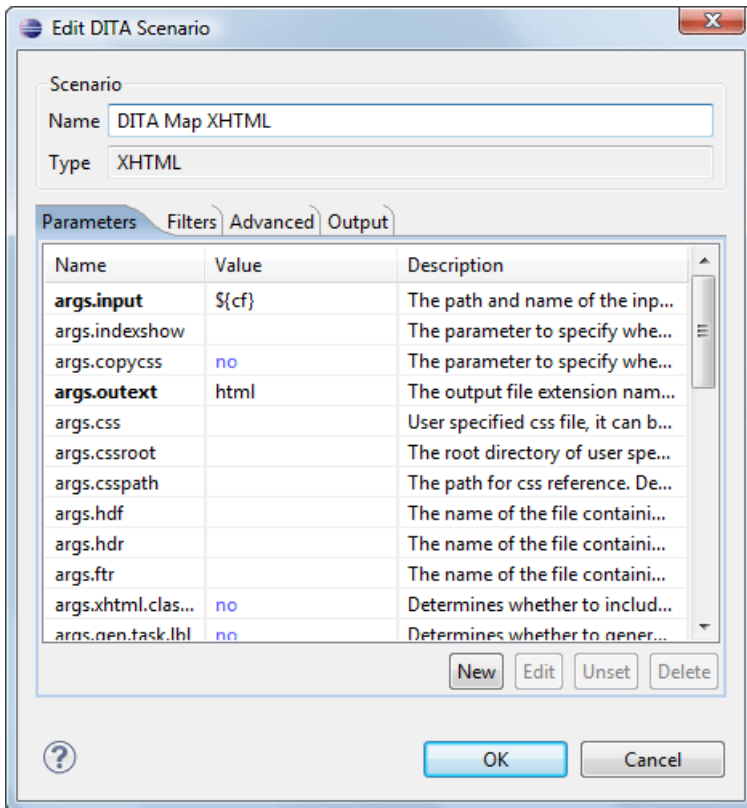 Edit DITA Scenario
Scenario
Name DITA Map XHTML
Type XHTML
Parameters Filters Advanced Output
Name Value Description
args.input ${cf} The path and name of the inp...
args.indexshow The parameter to specify whe...
args.copycss no The parameter to specify whe...
args.outext html The output file extension nam...
args.css User specified css file, it can b...
args.cssroot The root directory of user spe...
args.csspath The path for css reference. De...
args.hdf The name of the file containi...
args.hdr The name of the file containi...
args.ftr The name of the file containi...
args.xhtml.clas... no Determines whether to includ...
args.gen.task.lbl no Determines whether to gener...
New Edit Unset Delete
? OK Cancel